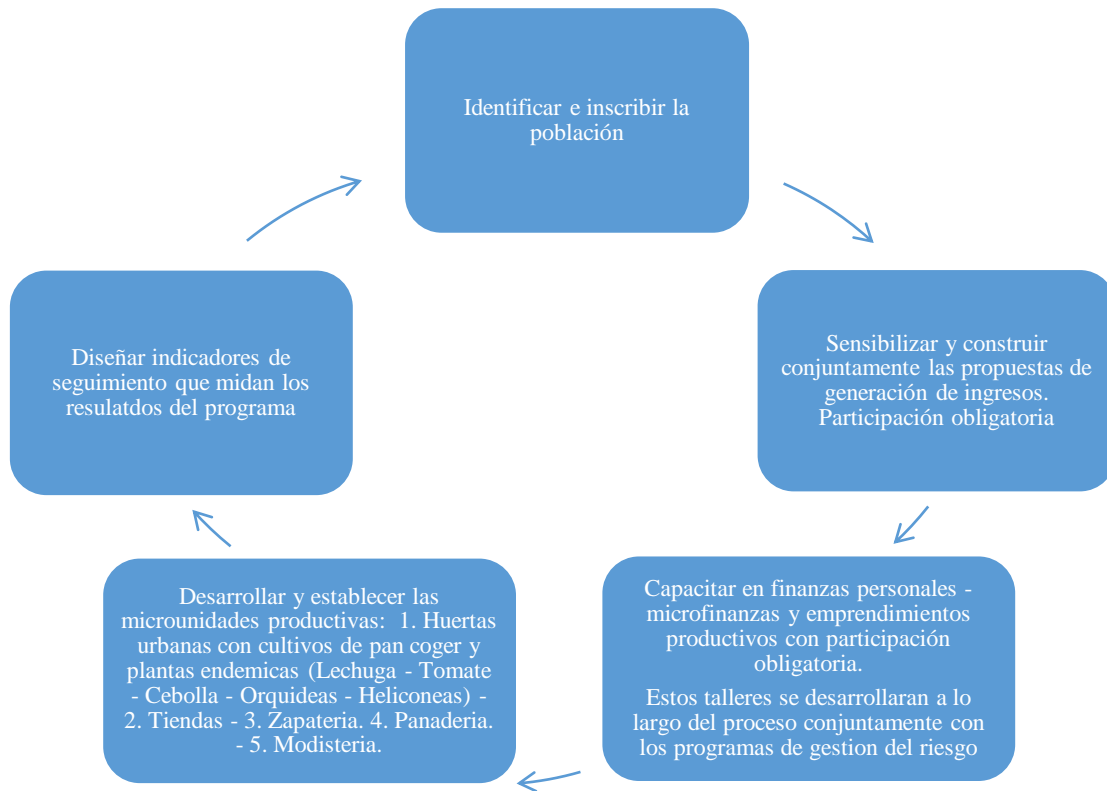 Identificar e inscribir la
población
Sensibilizar y construir
conjuntamente las propuestas de
generación de ingresos.
Participación obligatoria
Capacitar en finanzas personales -
microfinanzas y emprendimientos
productivos con participación
obligatoria.
Estos talleres se desarrollaran a lo
largo del proceso conjuntamente con
los programas de gestion del riesgo
Desarrollar y establecer las
microunidades productivas: 1. Huertas
urbanas con cultivos de pan coger y
plantas endemicas (Lechuga - Tomate
- Cebolla - Orquideas - Heliconeas) -
2. Tiendas - 3. Zapateria. 4. Panaderia.
- 5. Modisteria.
Diseñar indicadores de
seguimiento que midan los
resulatdos del programa